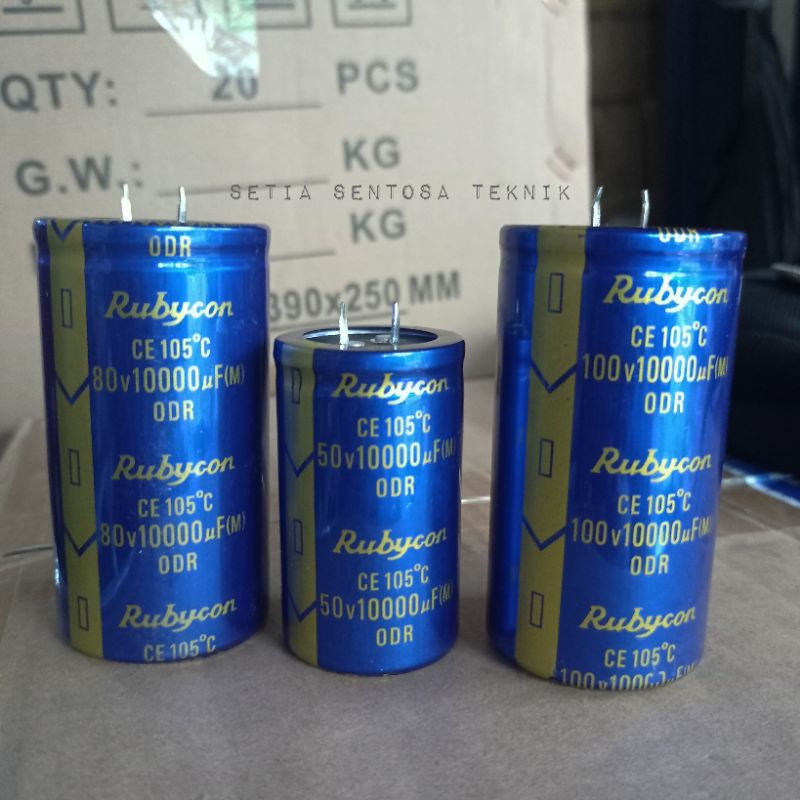 QTY: 20 PCS
G.W.: KG
SETIA SENTOSA TEKNIK
KG
390x250 MM
ODR
Rubycon
CE 105°C
80v10000µF(M)
ODR
Rubycon
CE 105°C
80v10000µF(M)
ODR
Rubycon
CE 105°C
Rubycon
CE 105°C
50v10000µF(M)
ODR
Rubycon
CE 105°C
50v10000µF(M)
ODR
ODR
Rubycon
CE 105°C
100v10000µF(M)
ODR
Rubycon
CE 105°C
100v10000µF(M)
ODR
Rubycon
CE 105°C